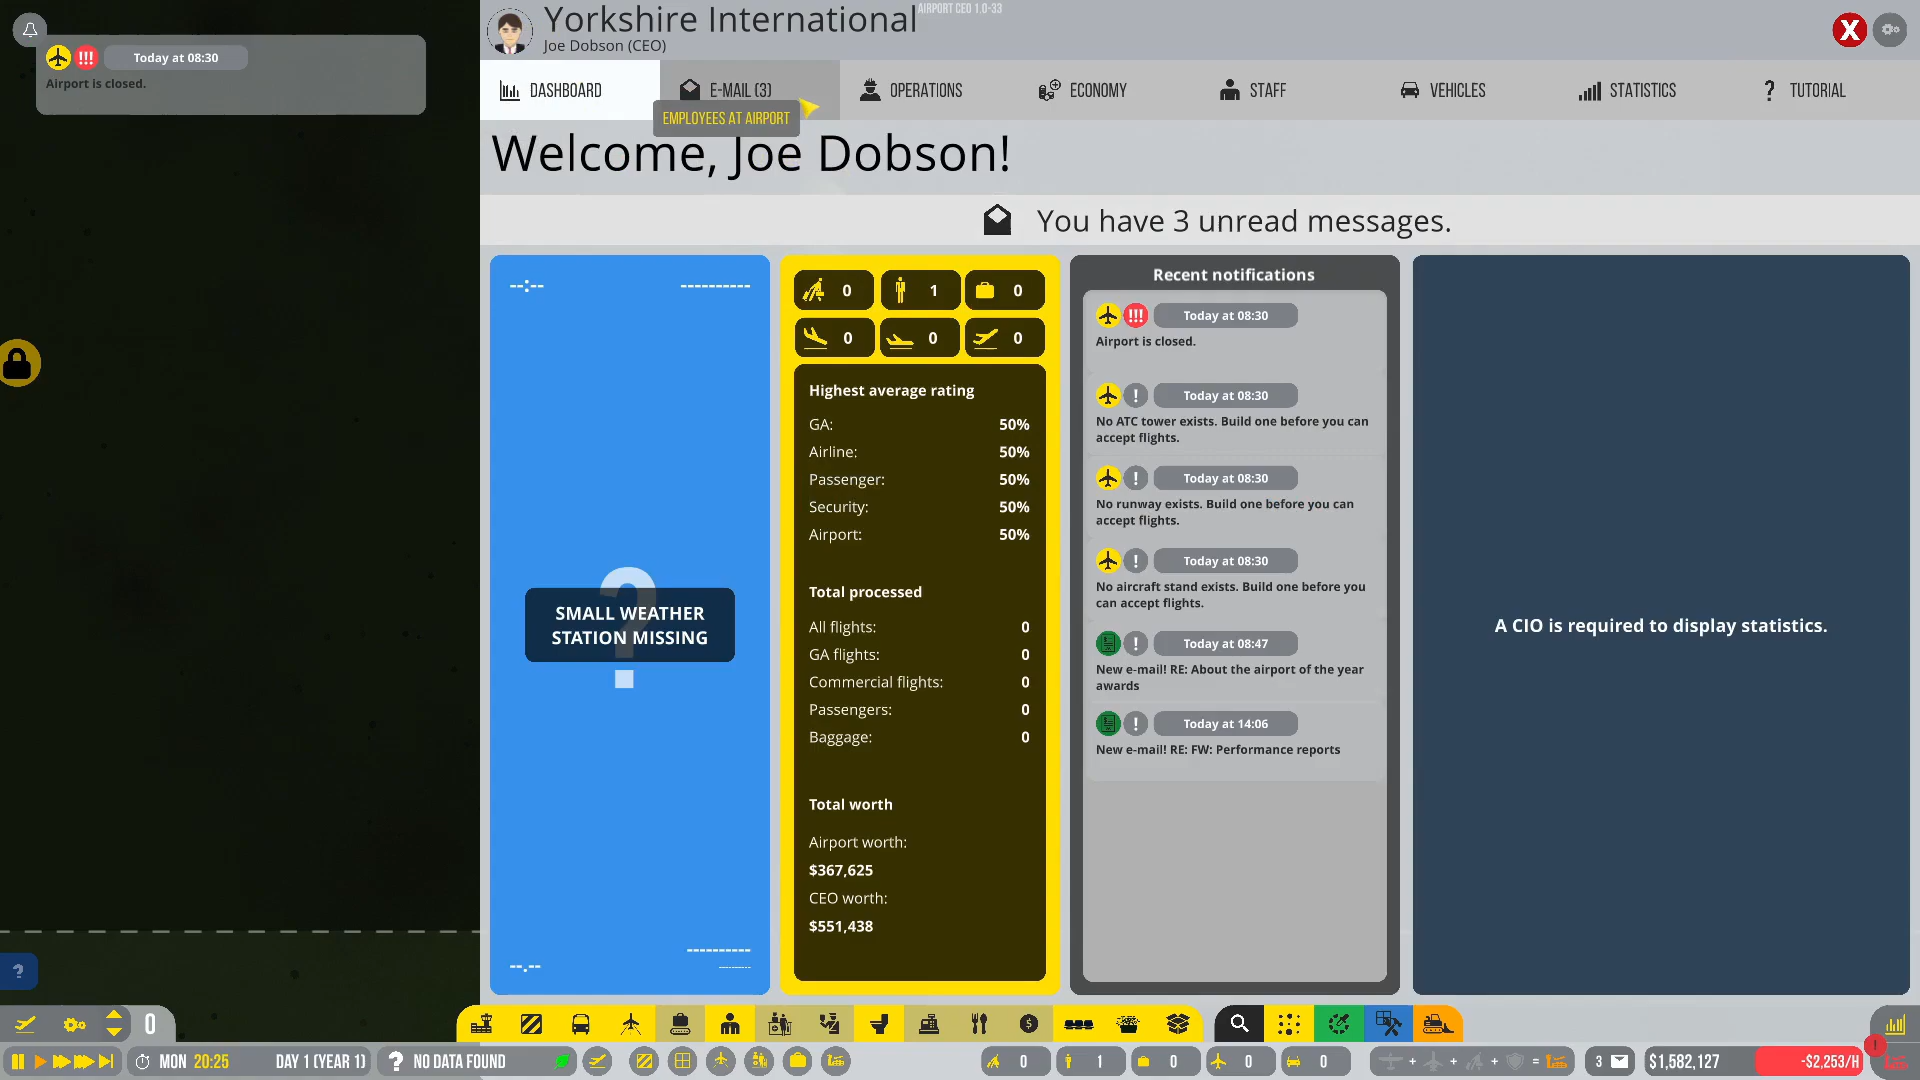 Today at 08:30
Airport is closed.
Yorkshire International
AIRPORT CEO 1.0-33
Joe Dobson (CEO)
X
DASHBOARD
E-MAIL (3)
OPERATIONS
ECONOMY
STAFF
VEHICLES
STATISTICS
? TUTORIAL
EMPLOYEES AT AIRPORT
Welcome, Joe Dobson!
You have 3 unread messages.
--:-- ----------
?
SMALL WEATHER
STATION MISSING
----------
--.-- ----------
0 1 0
0 0 0
Highest average rating
GA: 50%
Airline: 50%
Passenger: 50%
Security: 50%
Airport: 50%
Total processed
All flights: 0
GA flights: 0
Commercial flights: 0
Passengers: 0
Baggage: 0
Total worth
Airport worth:
$367,625
CEO worth:
$551,438
Recent notifications
!!! Today at 08:30
Airport is closed.
! Today at 08:30
No ATC tower exists. Build one before you can
accept flights.
! Today at 08:30
No runway exists. Build one before you can
accept flights.
! Today at 08:30
No aircraft stand exists. Build one before you
can accept flights.
! Today at 08:47
New e-mail! RE: About the airport of the year
awards
! Today at 14:06
New e-mail! RE: FW: Performance reports
A CIO is required to display statistics.
?
0
MON 20:25
DAY 1 (YEAR 1)
? NO DATA FOUND
0 1 0 0 0
+ + + =
3
$1,582,127
-$2,253/H
!